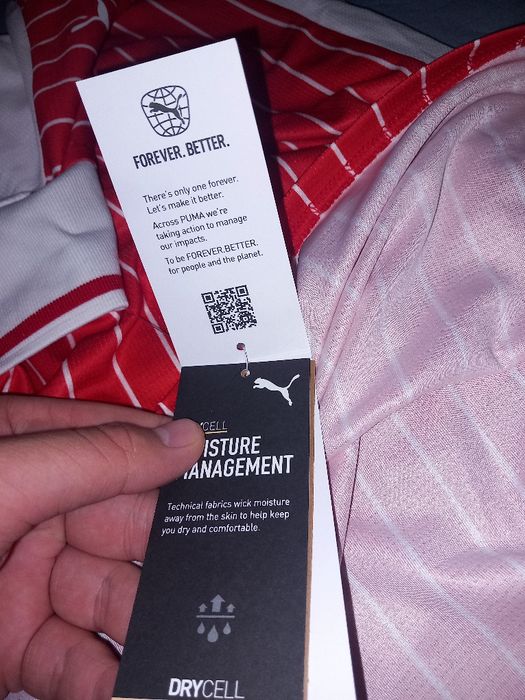 FOREVER. BETTER.
There's only one forever.
Let's make it better.
Across PUMA we're
taking action to manage
our impacts.
To be FOREVER.BETTER.
for people and the planet.
CELL
ISTURE
ANAGEMENT
Technical fabrics wick moisture
away from the skin to help keep
you dry and comfortable.
DRYCELL